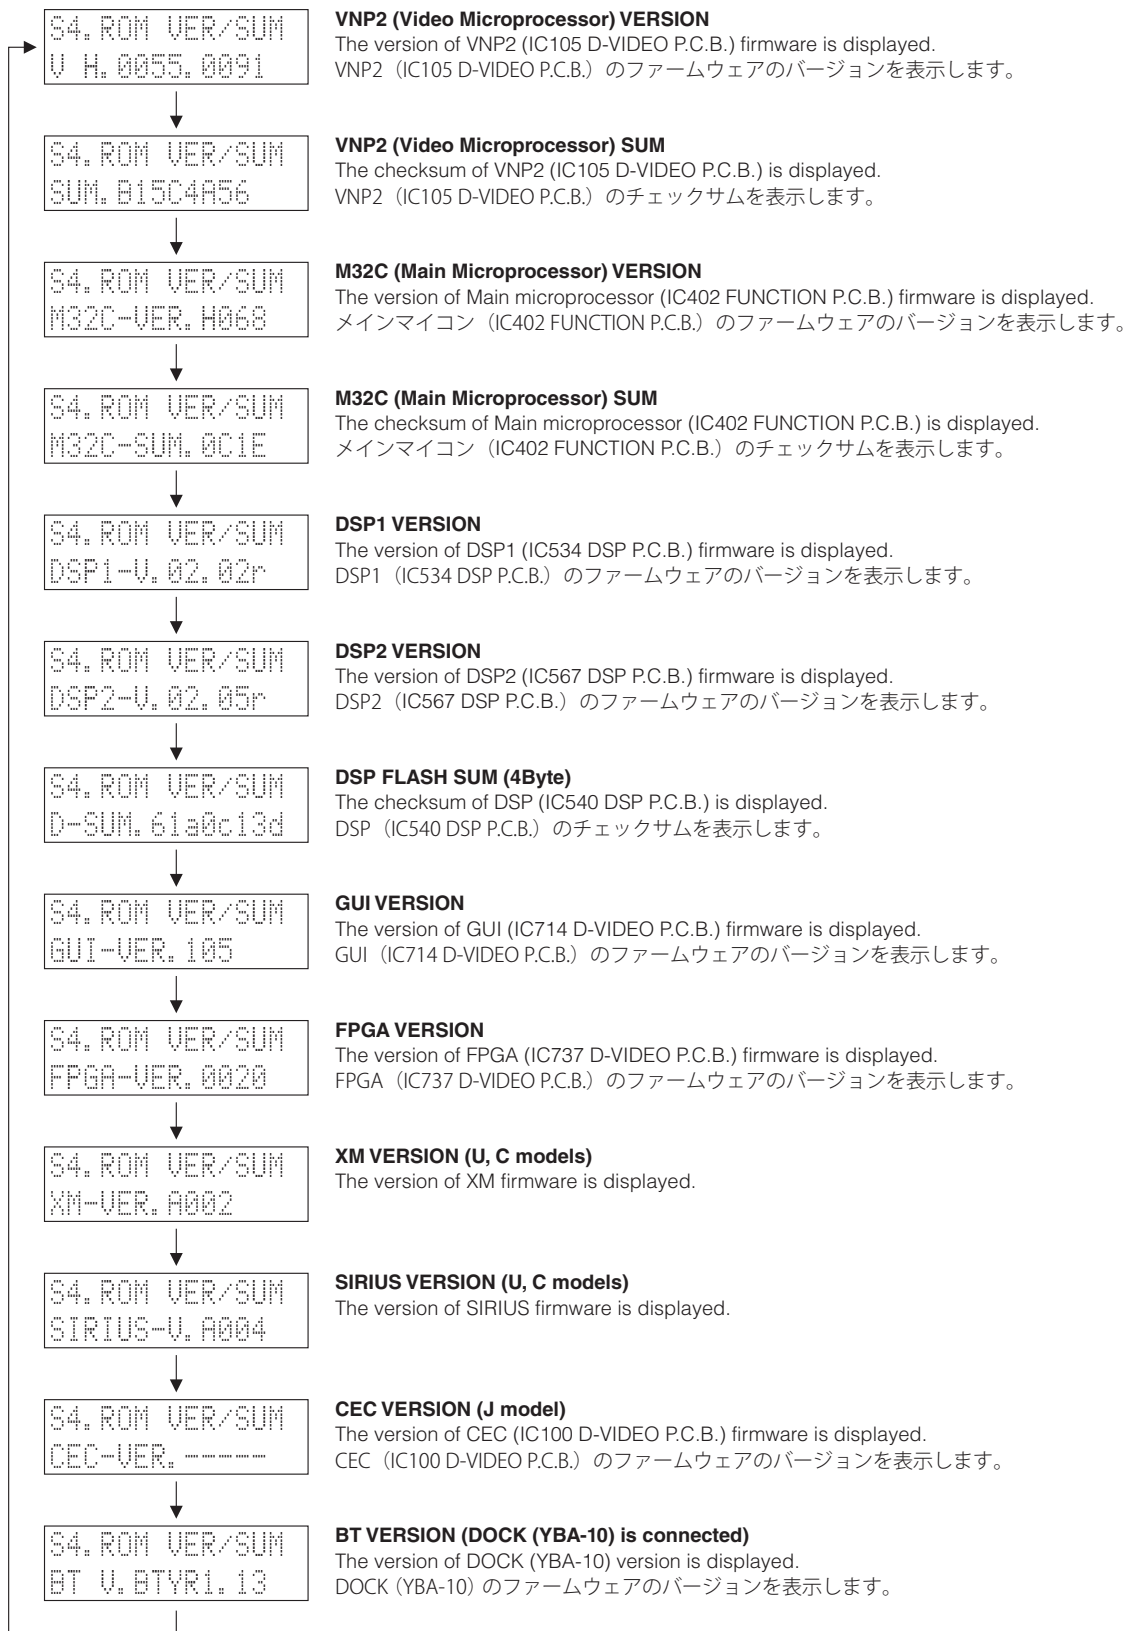 S4.ROM VER/SUM
V H.0055.0091
VNP2 (Video Microprocessor) VERSION
The version of VNP2 (IC105 D-VIDEO P.C.B.) firmware is displayed.
VNP2（IC105 D-VIDEO P.C.B.）のファームウェアのバージョンを表示します。
S4.ROM VER/SUM
SUM.B15C4A56
VNP2 (Video Microprocessor) SUM
The checksum of VNP2 (IC105 D-VIDEO P.C.B.) is displayed.
VNP2（IC105 D-VIDEO P.C.B.）のチェックサムを表示します。
S4.ROM VER/SUM
M32C-VER.H068
M32C (Main Microprocessor) VERSION
The version of Main microprocessor (IC402 FUNCTION P.C.B.) firmware is displayed.
メインマイコン（IC402 FUNCTION P.C.B.）のファームウェアのバージョンを表示します。
S4.ROM VER/SUM
M32C-SUM.0C1E
M32C (Main Microprocessor) SUM
The checksum of Main microprocessor (IC402 FUNCTION P.C.B.) is displayed.
メインマイコン（IC402 FUNCTION P.C.B.）のチェックサムを表示します。
S4.ROM VER/SUM
DSP1-V.02.02r
DSP1 VERSION
The version of DSP1 (IC534 DSP P.C.B.) firmware is displayed.
DSP1（IC534 DSP P.C.B.）のファームウェアのバージョンを表示します。
S4.ROM VER/SUM
DSP2-V.02.05r
DSP2 VERSION
The version of DSP2 (IC567 DSP P.C.B.) firmware is displayed.
DSP2（IC567 DSP P.C.B.）のファームウェアのバージョンを表示します。
S4.ROM VER/SUM
D-SUM.61a0c13d
DSP FLASH SUM (4Byte)
The checksum of DSP (IC540 DSP P.C.B.) is displayed.
DSP（IC540 DSP P.C.B.）のチェックサムを表示します。
S4.ROM VER/SUM
GUI-VER.105
GUI VERSION
The version of GUI (IC714 D-VIDEO P.C.B.) firmware is displayed.
GUI（IC714 D-VIDEO P.C.B.）のファームウェアのバージョンを表示します。
S4.ROM VER/SUM
FPGA-VER.0020
FPGA VERSION
The version of FPGA (IC737 D-VIDEO P.C.B.) firmware is displayed.
FPGA（IC737 D-VIDEO P.C.B.）のファームウェアのバージョンを表示します。
S4.ROM VER/SUM
XM-VER.A002
XM VERSION (U, C models)
The version of XM firmware is displayed.
S4.ROM VER/SUM
SIRIUS-V.A004
SIRIUS VERSION (U, C models)
The version of SIRIUS firmware is displayed.
S4.ROM VER/SUM
CEC-VER.-----
CEC VERSION (J model)
The version of CEC (IC100 D-VIDEO P.C.B.) firmware is displayed.
CEC（IC100 D-VIDEO P.C.B.）のファームウェアのバージョンを表示します。
S4.ROM VER/SUM
BT V.BTYR1.13
BT VERSION (DOCK (YBA-10) is connected)
The version of DOCK (YBA-10) version is displayed.
DOCK（YBA-10）のファームウェアのバージョンを表示します。